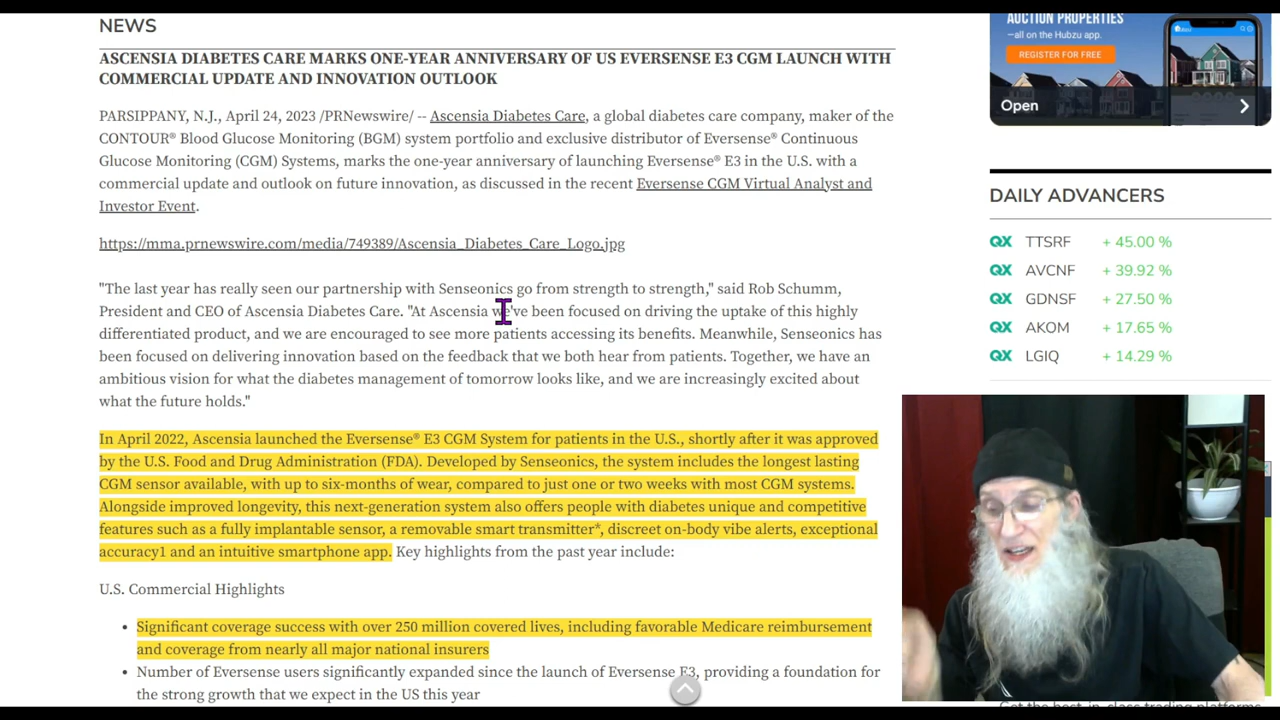 NEWS
ASCENSIA DIABETES CARE MARKS ONE-YEAR ANNIVERSARY OF US EVERSENSE E3 CGM LAUNCH WITH
COMMERCIAL UPDATE AND INNOVATION OUTLOOK
PARSIPPANY, N.J., April 24, 2023 /PRNewswire/ -- Ascensia Diabetes Care, a global diabetes care company, maker of the
CONTOUR® Blood Glucose Monitoring (BGM) system portfolio and exclusive distributor of Eversense® Continuous
Glucose Monitoring (CGM) Systems, marks the one-year anniversary of launching Eversense® E3 in the U.S. with a
commercial update and outlook on future innovation, as discussed in the recent Eversense CGM Virtual Analyst and
Investor Event.
https://mma.prnewswire.com/media/749389/Ascensia_Diabetes_Care_Logo.jpg
"The last year has really seen our partnership with Senseonics go from strength to strength," said Rob Schumm,
President and CEO of Ascensia Diabetes Care. "At Ascensia we've been focused on driving the uptake of this highly
differentiated product, and we are encouraged to see more patients accessing its benefits. Meanwhile, Senseonics has
been focused on delivering innovation based on the feedback that we both hear from patients. Together, we have an
ambitious vision for what the diabetes management of tomorrow looks like, and we are increasingly excited about
what the future holds."
In April 2022, Ascensia launched the Eversense® E3 CGM System for patients in the U.S., shortly after it was approved
by the U.S. Food and Drug Administration (FDA). Developed by Senseonics, the system includes the longest lasting
CGM sensor available, with up to six-months of wear, compared to just one or two weeks with most CGM systems.
Alongside improved longevity, this next-generation system also offers people with diabetes unique and competitive
features such as a fully implantable sensor, a removable smart transmitter*, discreet on-body vibe alerts, exceptional
accuracy1 and an intuitive smartphone app. Key highlights from the past year include:
U.S. Commercial Highlights
• Significant coverage success with over 250 million covered lives, including favorable Medicare reimbursement
and coverage from nearly all major national insurers
• Number of Eversense users significantly expanded since the launch of Eversense E3, providing a foundation for
the strong growth that we expect in the US this year
AUCTION PROPERTIES
—all on the Hubzu app.
REGISTER FOR FREE
Open
DAILY ADVANCERS
QX TTSRF + 45.00 %
QX AVCNF + 39.92 %
QX GDNSF + 27.50 %
QX AKOM + 17.65 %
QX LGIQ + 14.29 %
Get the best-in-class trading platforms